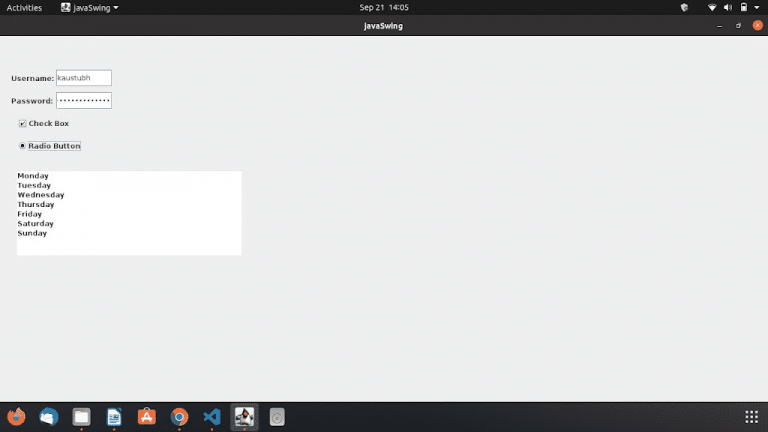 Activities javaSwing Sep 21 14:05
javaSwing
Username: kaustubh
Password: •••••••••••••
Check Box
Radio Button
Monday
Tuesday
Wednesday
Thursday
Friday
Saturday
Sunday